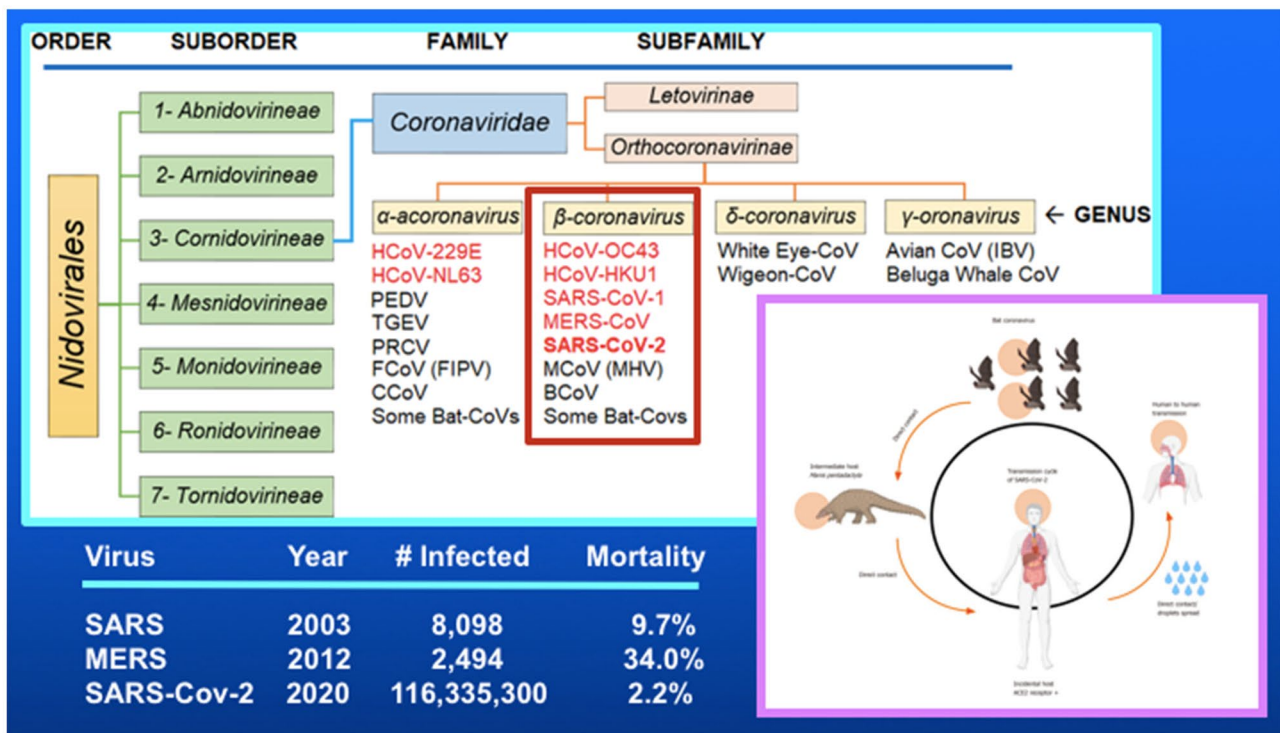 ORDER SUBORDER FAMILY SUBFAMILY
Nidovirales
1- Abnidovirineae
2- Arnidovirineae
3- Cornidovirineae
4- Mesnidovirineae
5- Monidovirineae
6- Ronidovirineae
7- Tornidovirineae
Coronaviridae
Letovirinae
Orthocoronavirinae
α-acoronavirus
HCoV-229E
HCoV-NL63
PEDV
TGEV
PRCV
FCoV (FIPV)
CCoV
Some Bat-CoVs
β-coronavirus
HCoV-OC43
HCoV-HKU1
SARS-CoV-1
MERS-CoV
SARS-CoV-2
MCoV (MHV)
BCoV
Some Bat-Covs
δ-coronavirus
White Eye-CoV
Wigeon-CoV
γ-oronavirus
Avian CoV (IBV)
Beluga Whale CoV
← GENUS
Bat coronavirus
Direct contact
Human to human
transmission
Intermediate host
Manis pentadactyla
Transmission cycle
of SARS-CoV-2
Direct contact
Direct contact/
droplets spread
Incidental host
ACE2 receptor +
Virus Year # Infected Mortality
SARS 2003 8,098 9.7%
MERS 2012 2,494 34.0%
SARS-Cov-2 2020 116,335,300 2.2%